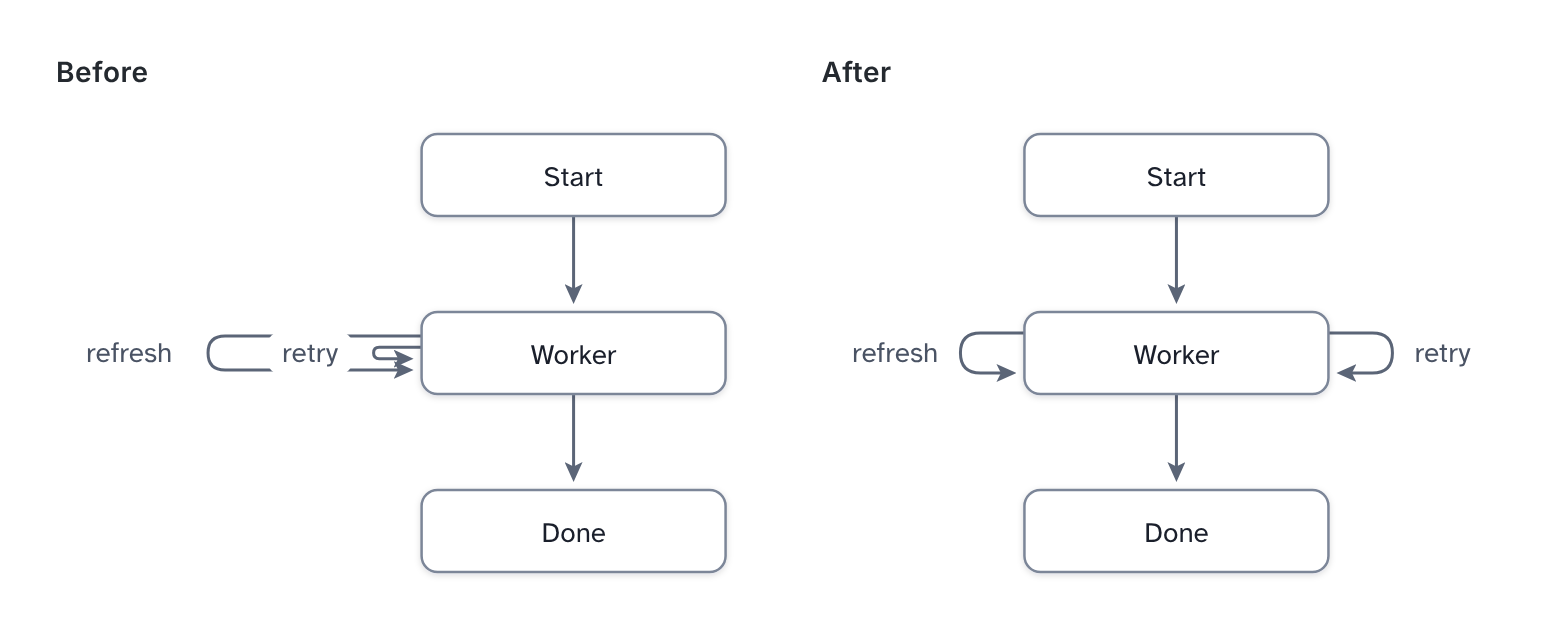 Before
Start
refresh
retry
Worker
Done
After
Start
refresh
Worker
retry
Done